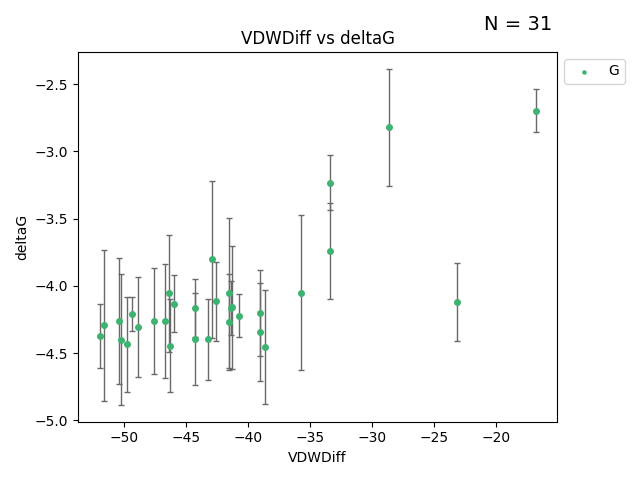 N = 31
VDWDiff vs deltaG
G
−2.5
−3.0
−3.5
−4.0
−4.5
−5.0
deltaG
−50 −45 −40 −35 −30 −25 −20
VDWDiff